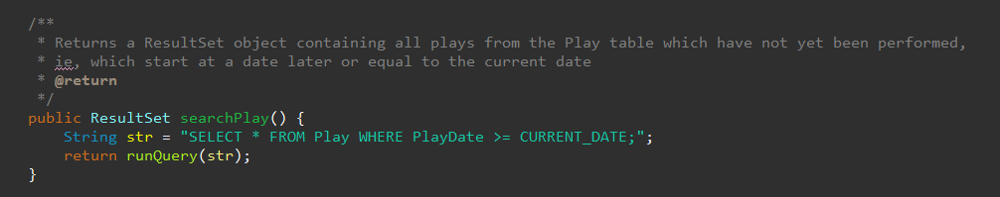 /**
 * Returns a ResultSet object containing all plays from the Play table which have not yet been performed,
 * ie, which start at a date later or equal to the current date
 * @return
 */
public ResultSet searchPlay() {
    String str = "SELECT * FROM Play WHERE PlayDate >= CURRENT_DATE;";
    return runQuery(str);
}